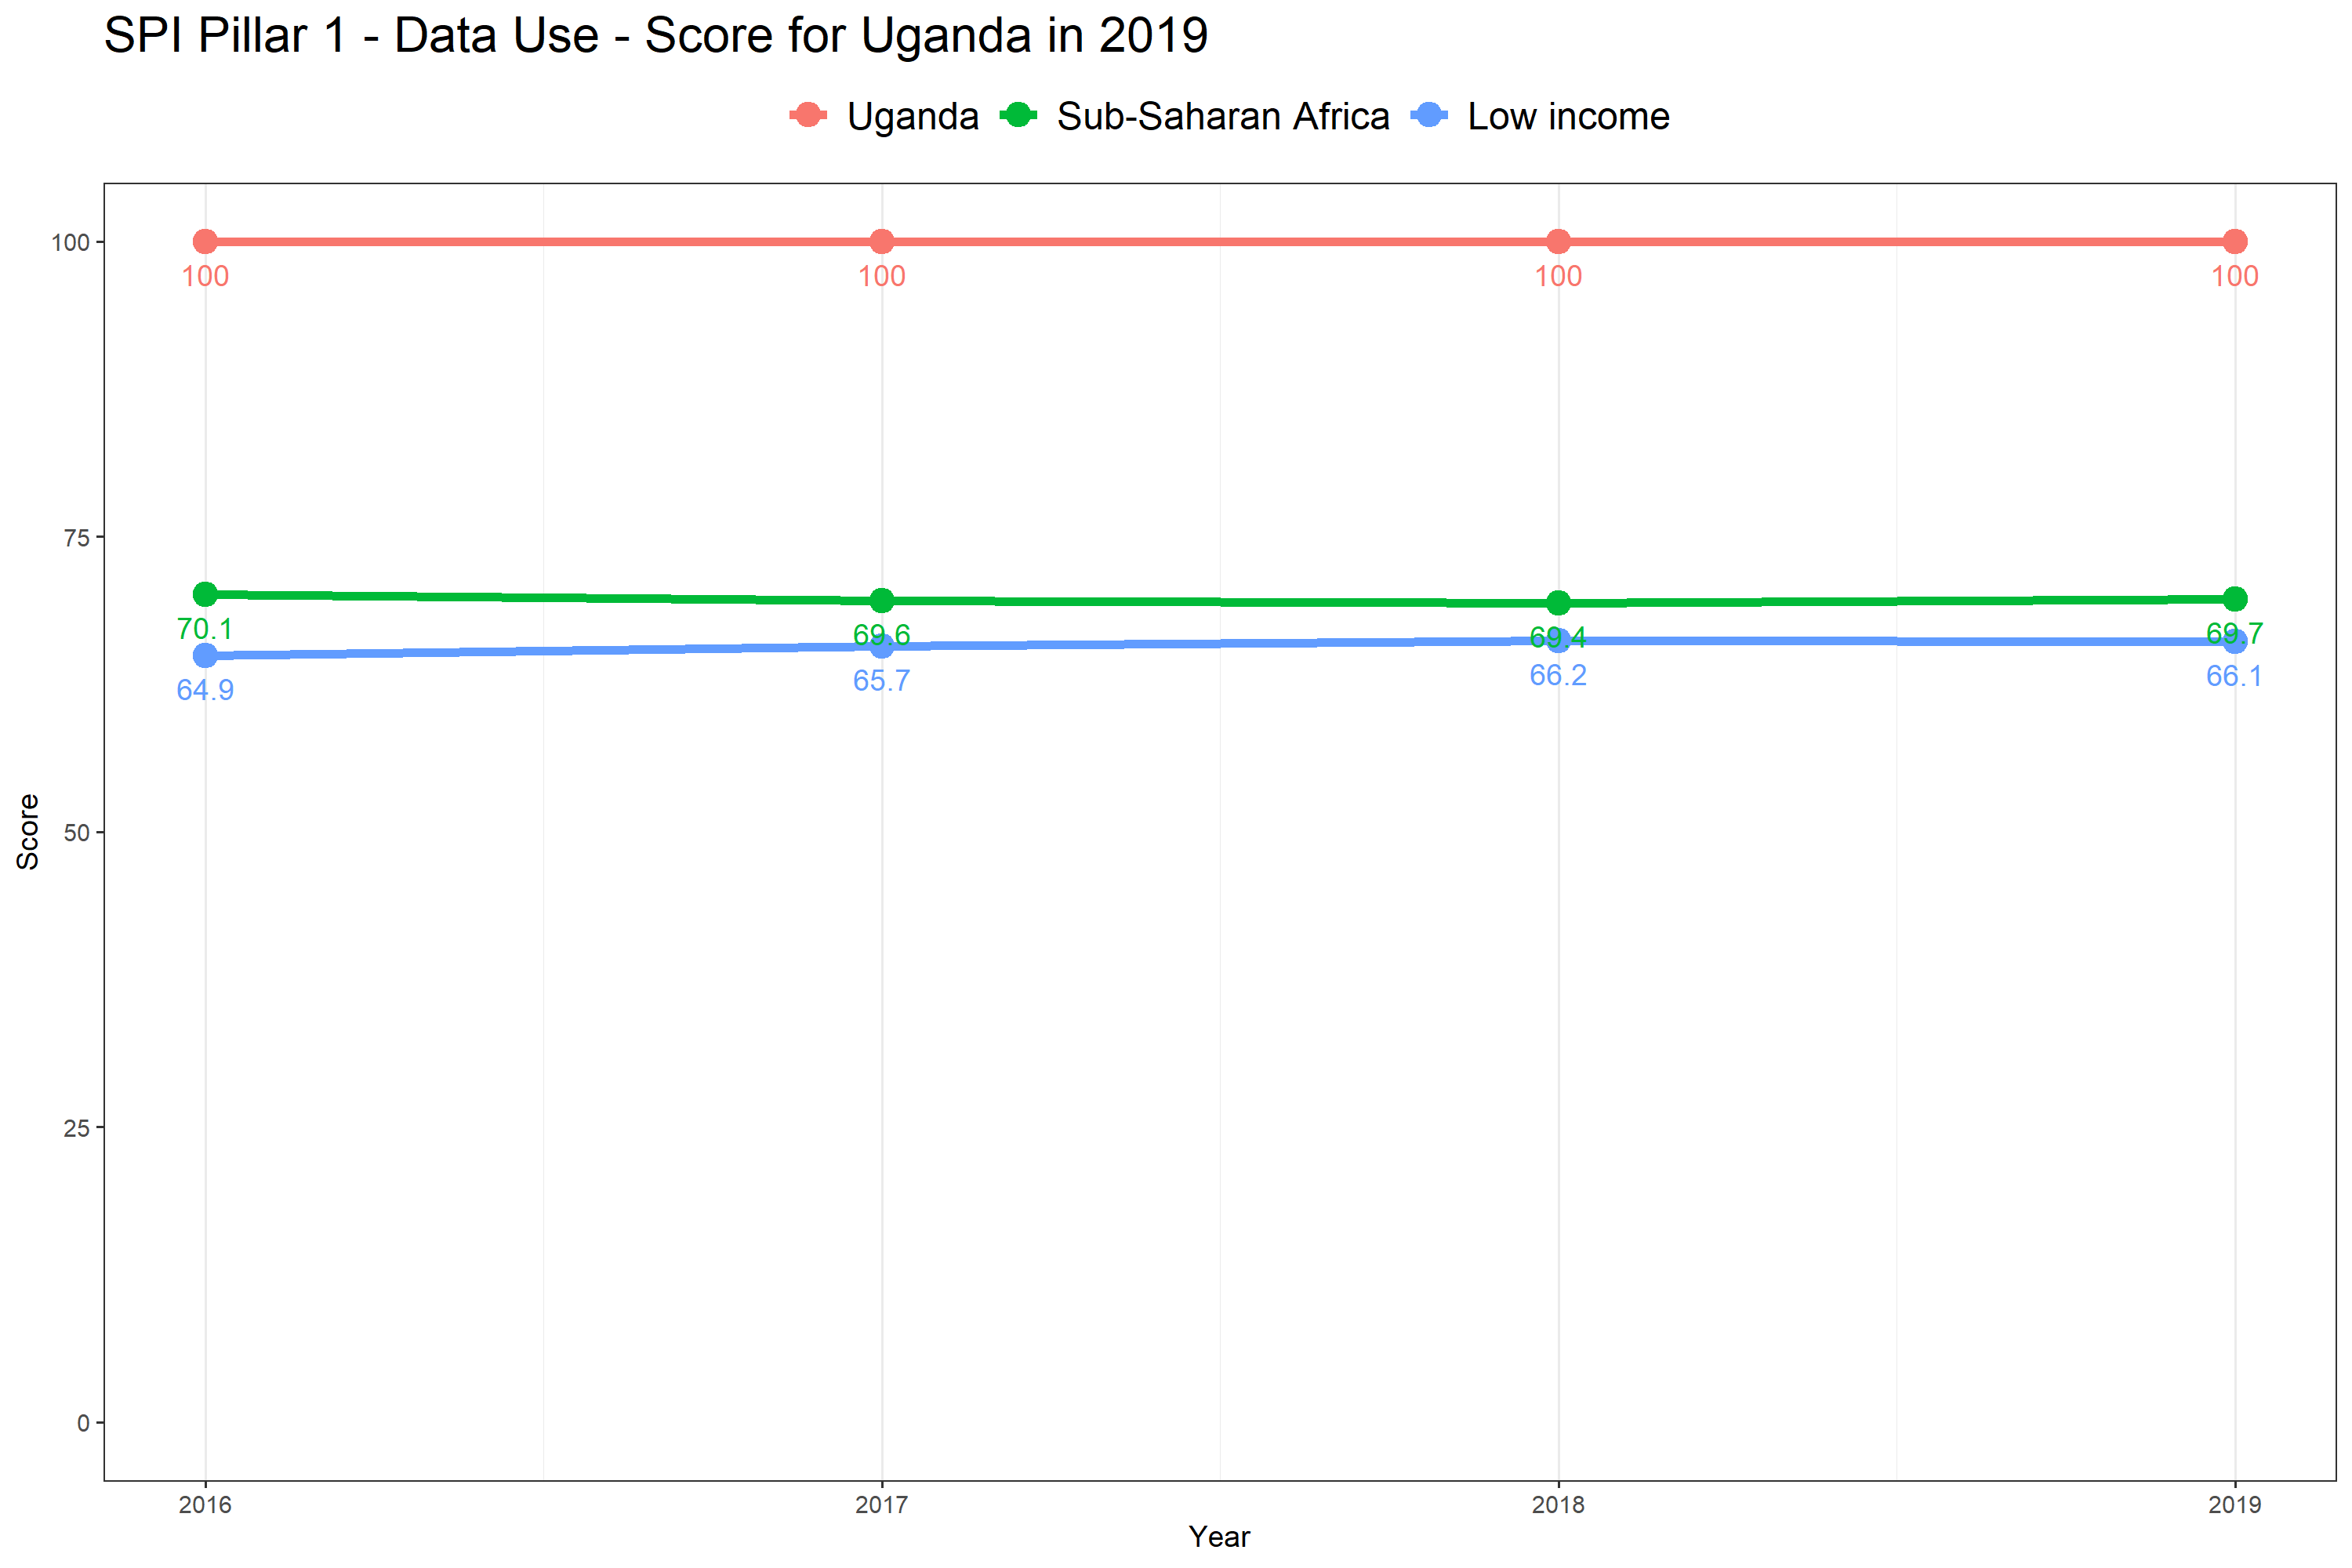 SPI Pillar 1 - Data Use - Score for Uganda in 2019
Uganda Sub-Saharan Africa Low income
100
75
50
25
0
Score
100 100 100 100
70.1 69.6 69.4 69.7
64.9 65.7 66.2 66.1
2016 2017 2018 2019
Year